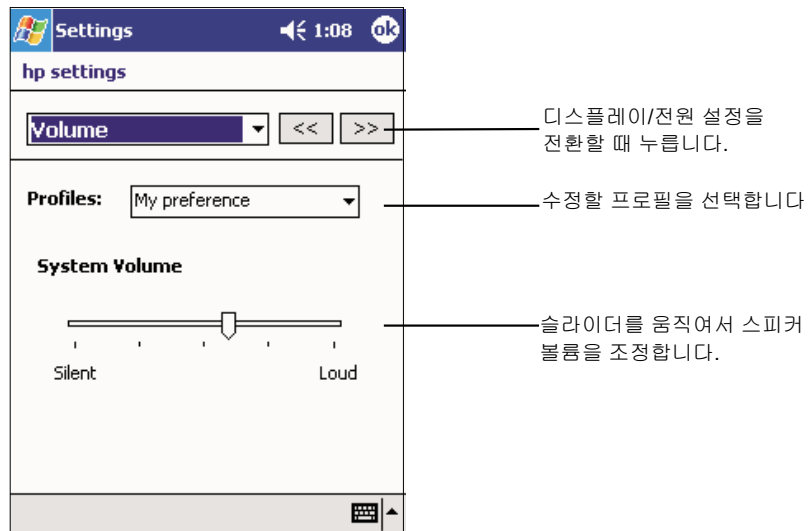 Settings 1:08 ok
hp settings
Volume << >>
디스플레이/전원 설정을
전환할 때 누릅니다.
Profiles: My preference
수정할 프로필을 선택합니다
System Volume
슬라이더를 움직여서 스피커
볼륨을 조정합니다.
Silent Loud